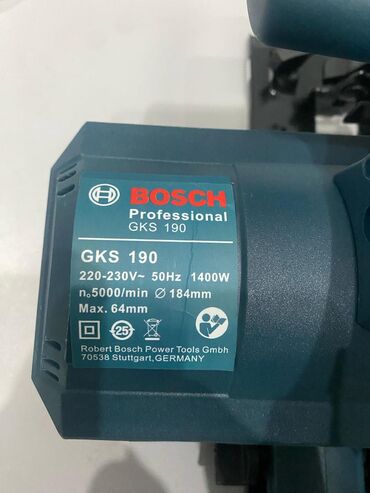 BOSCH
Professional
GKS 190
GKS 190
220-230V~ 50Hz 1400W
n₀5000/min ∅ 184mm
Max. 64mm
25
Robert Bosch Power Tools Gmbh
70538 Stuttgart,GERMANY